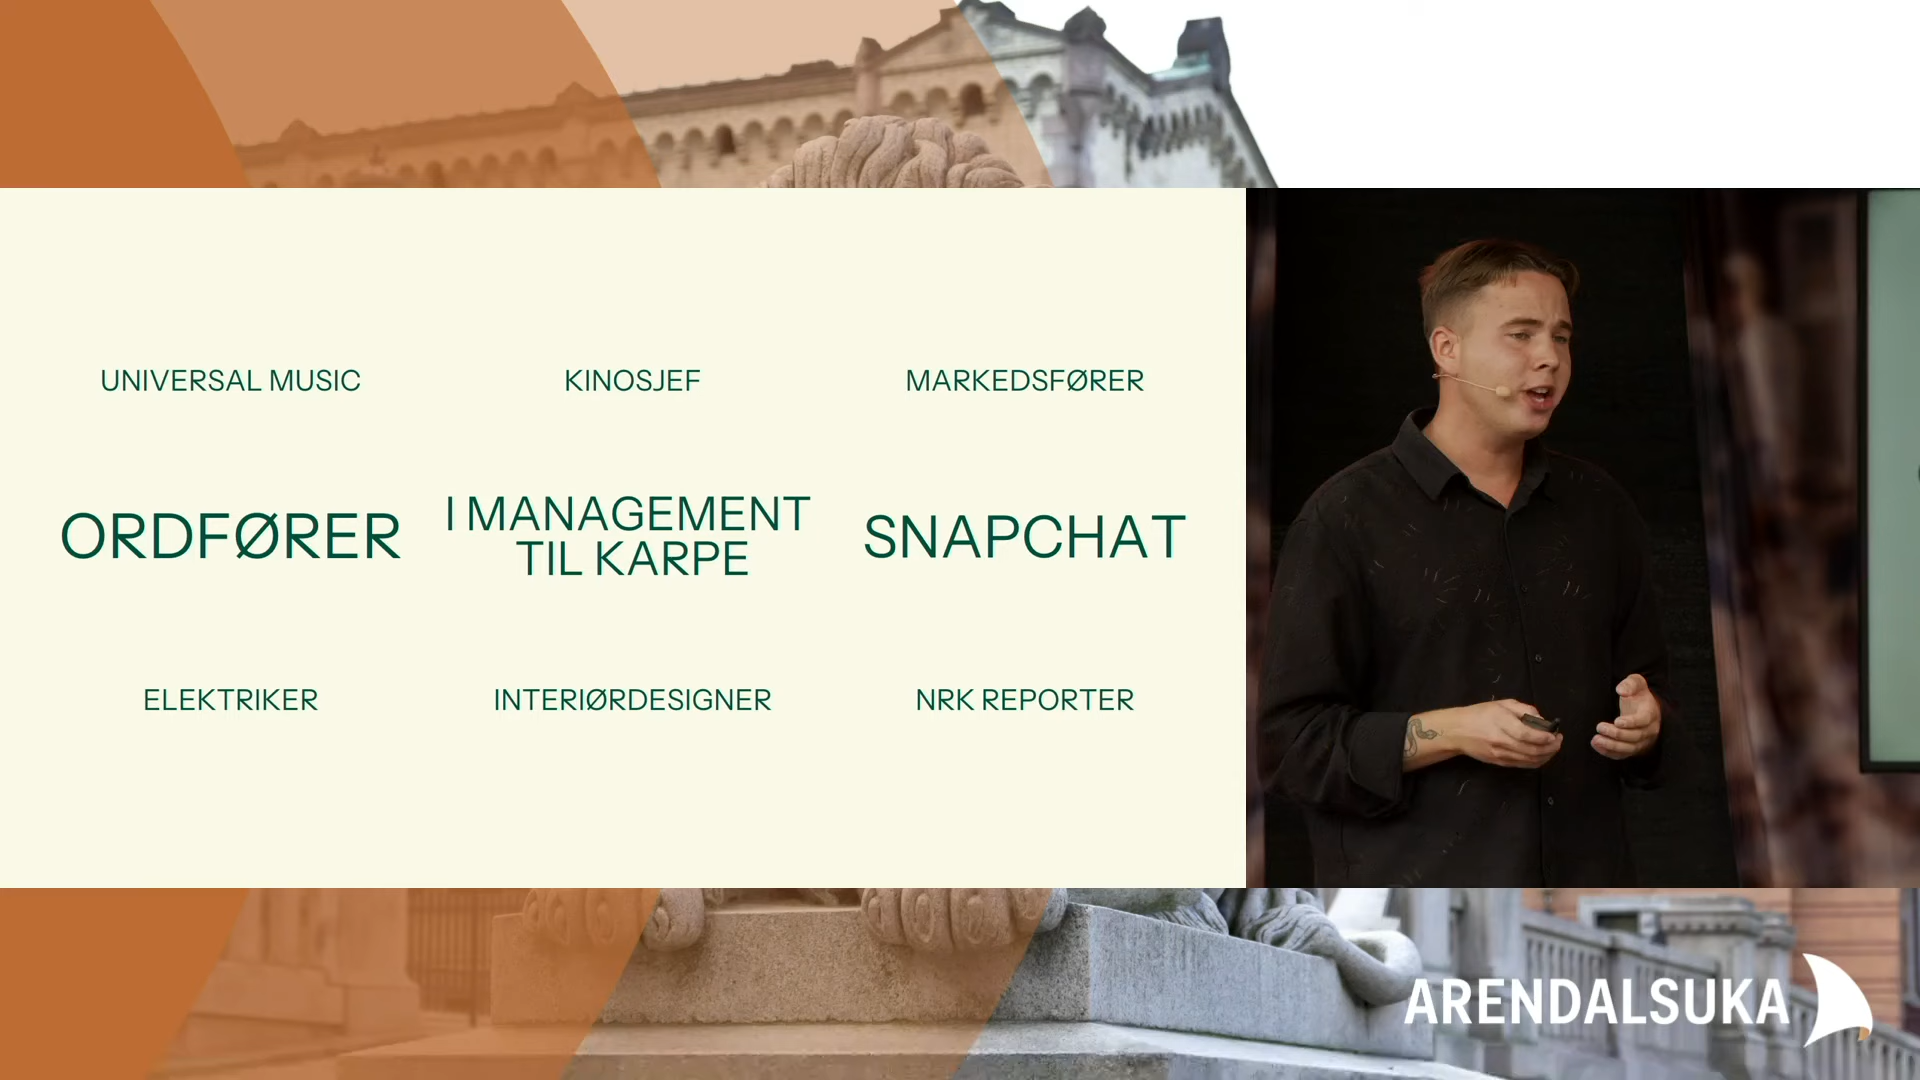 UNIVERSAL MUSIC
KINOSJEF
MARKEDSFØRER
ORDFØRER
I MANAGEMENT
TIL KARPE
SNAPCHAT
ELEKTRIKER
INTERIØRDESIGNER
NRK REPORTER
ARENDALSUKA